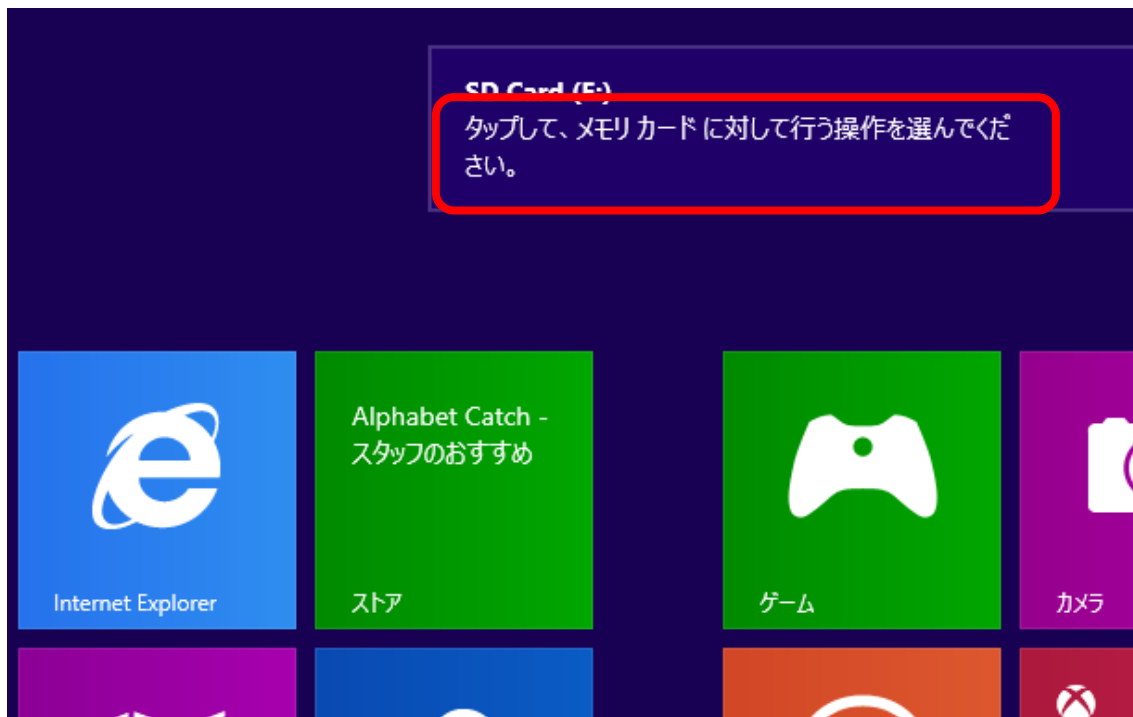 SD Card (E:)
タップして、メモリ カード に対して行う操作を選んでくだ
さい。
Alphabet Catch -
スタッフのおすすめ
Internet Explorer
ストア
ゲーム
カメラ